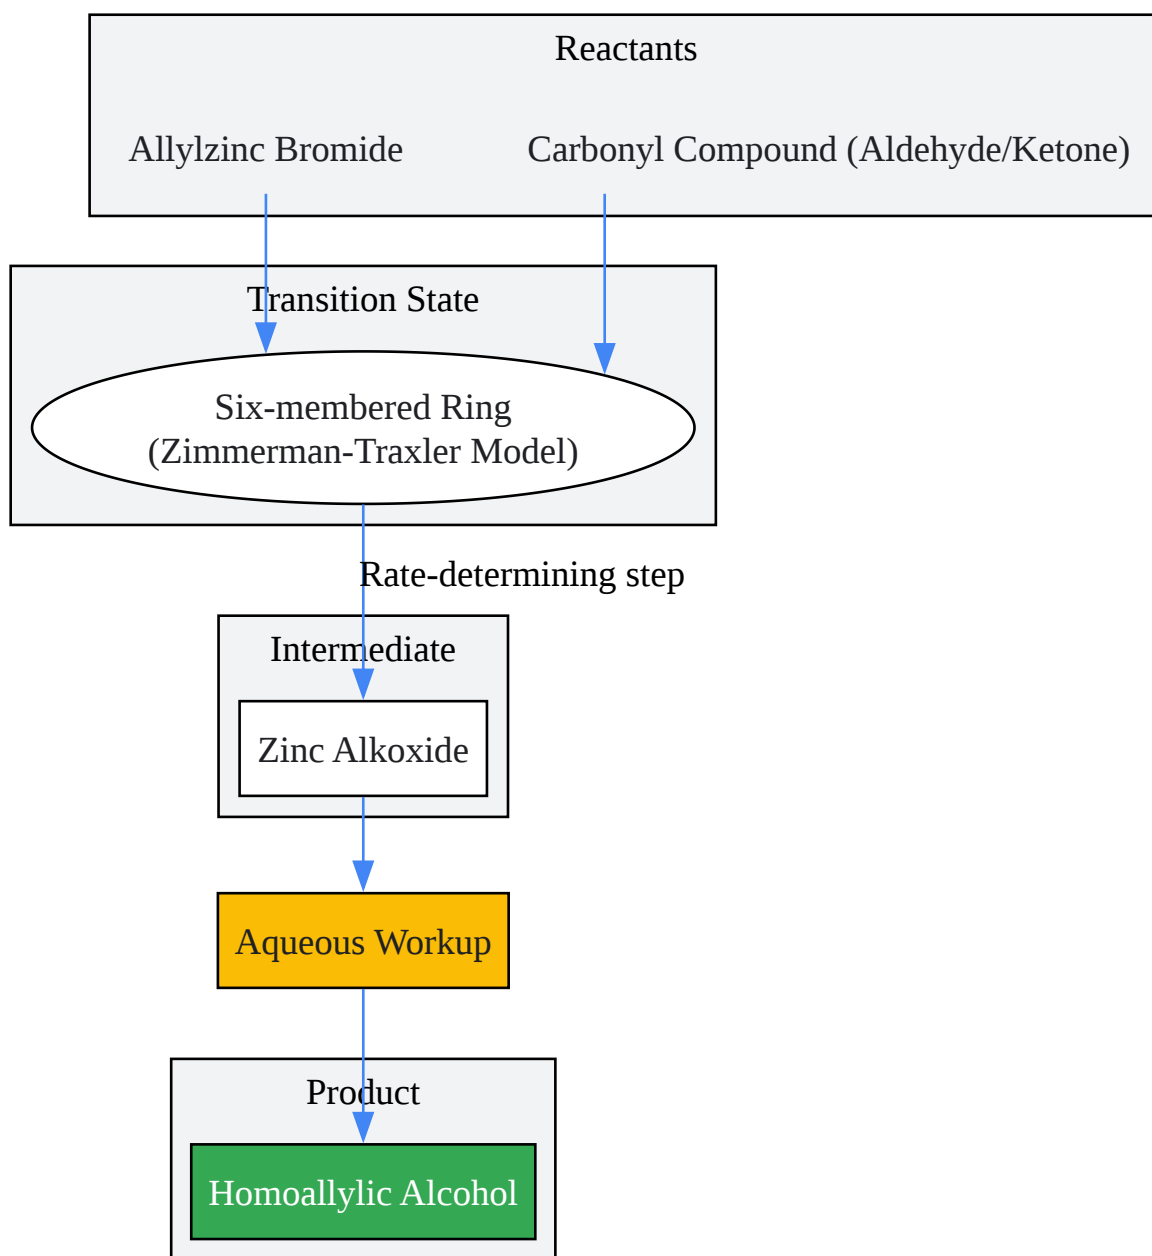 Reactants
Allylzinc Bromide
Carbonyl Compound (Aldehyde/Ketone)
Transition State
Six-membered Ring
(Zimmerman-Traxler Model)
Rate-determining step
Intermediate
Zinc Alkoxide
Aqueous Workup
Product
Homoallylic Alcohol